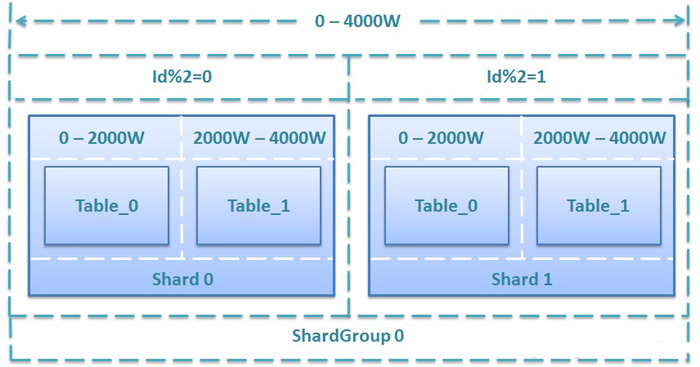 0 – 4000W
Id%2=0
Id%2=1
0 – 2000W
2000W – 4000W
0 – 2000W
2000W – 4000W
Table_0
Table_1
Table_0
Table_1
Shard 0
Shard 1
ShardGroup 0